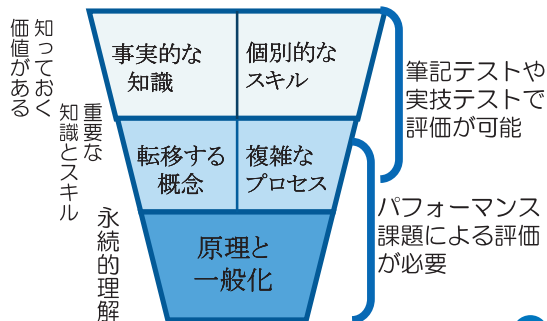 知っておく
価値がある
重要な
知識とスキル
永続的理解
事実的な
知識
個別的な
スキル
転移する
概念
複雑な
プロセス
原理と
一般化
筆記テストや
実技テストで
評価が可能
パフォーマンス
課題による評価
が必要